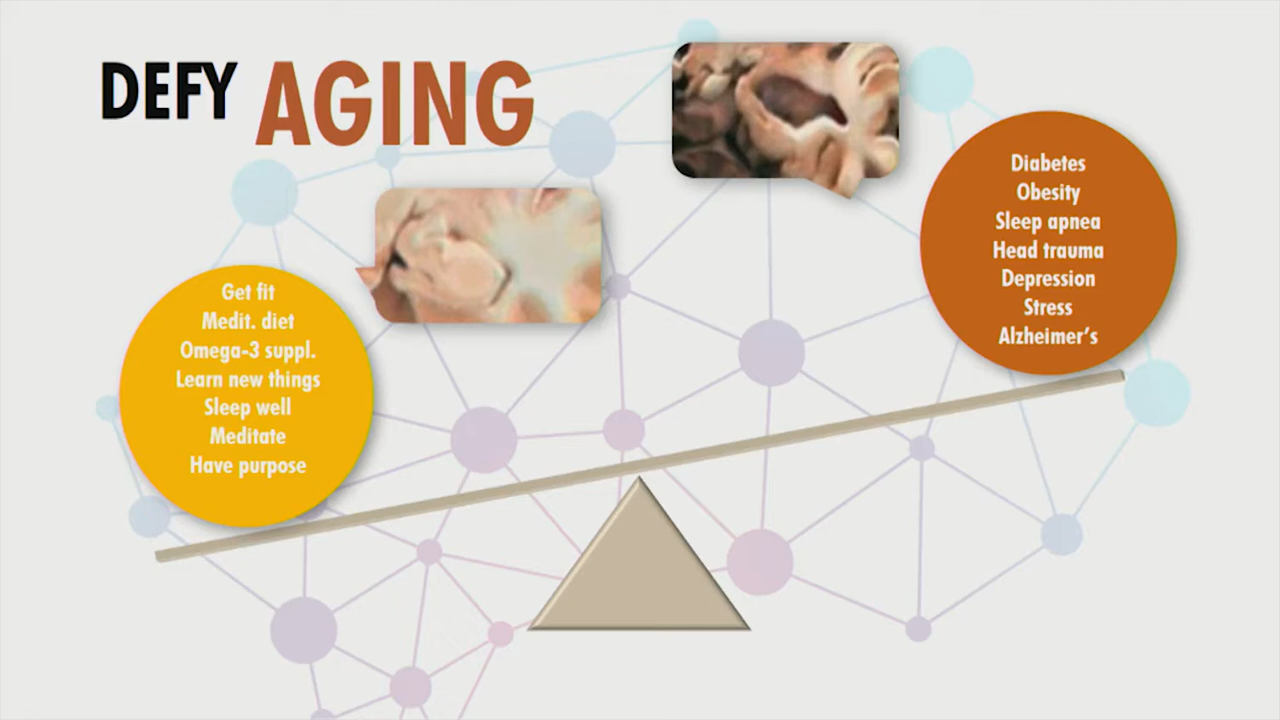 DEFY AGING
Get fit
Medit. diet
Omega-3 suppl.
Learn new things
Sleep well
Meditate
Have purpose
Diabetes
Obesity
Sleep apnea
Head trauma
Depression
Stress
Alzheimer's